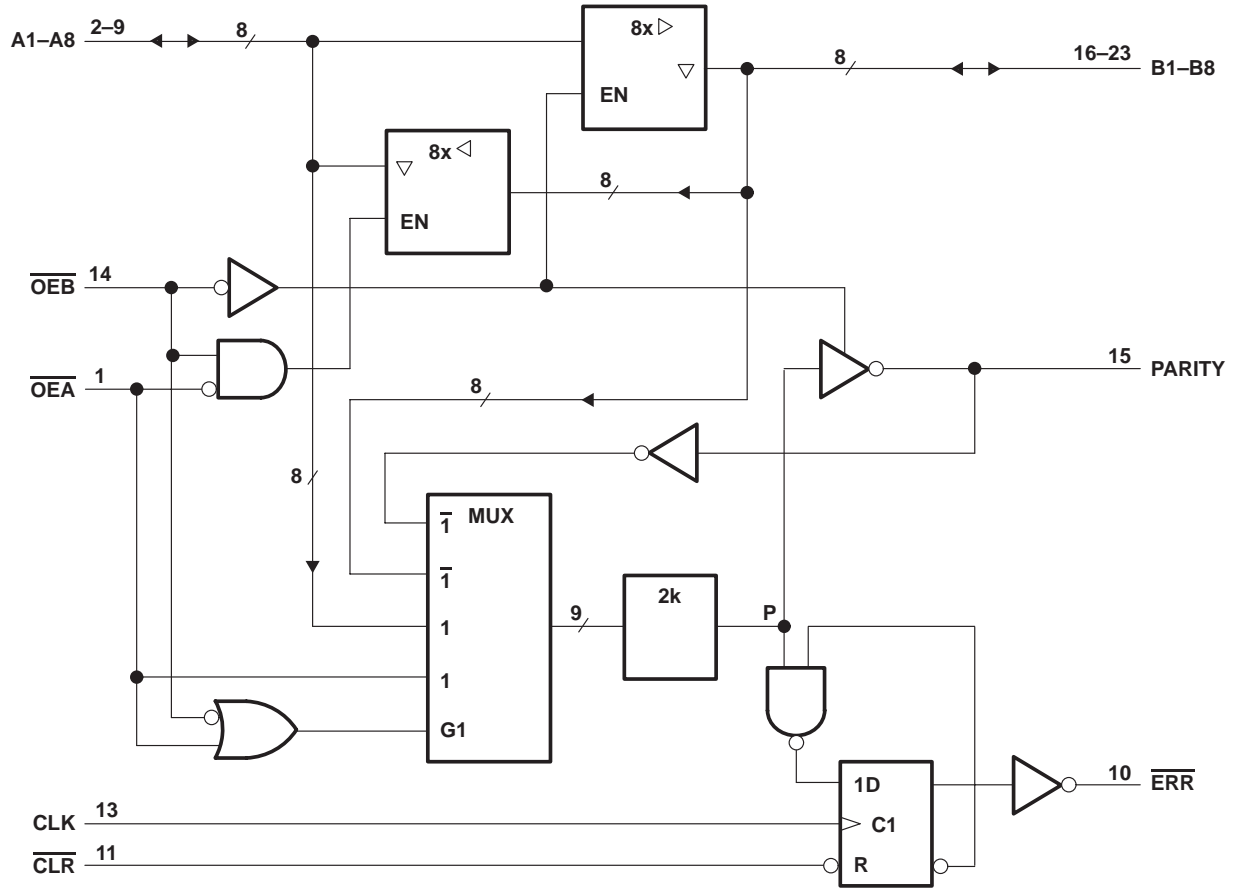 8x
A1–A8 2–9 8
8 16–23 B1–B8
EN
8x
8
EN
OEB 14
OEA 1
15 PARITY
8
8
1 MUX
1
1
1
G1
9
2k
P
1D
C1
R
10 ERR
CLK 13
CLR 11